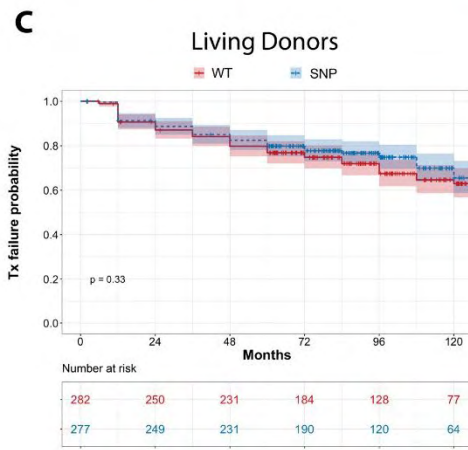 C
Living Donors
WT SNP
Tx failure probability
1.0
0.8
0.6
0.4
0.2
0.0
p = 0.33
0 24 48 72 96 120
Months
Number at risk
282 250 231 184 128 77
277 249 231 190 120 64